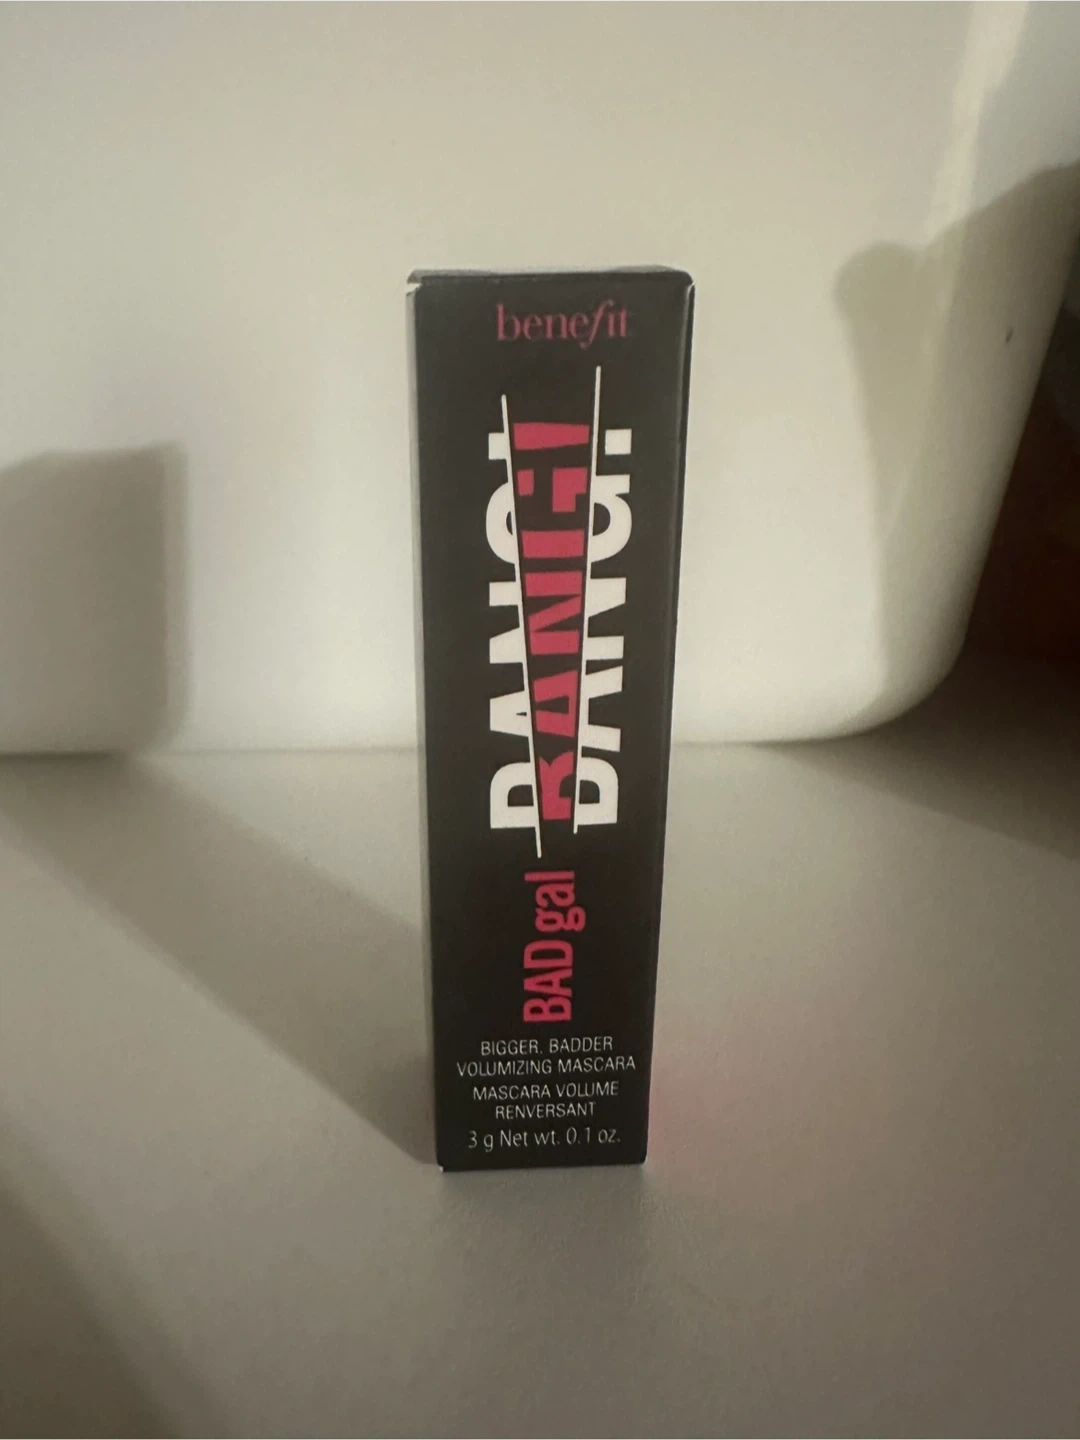 benefit
BANG!
BADgal
BIGGER. BADDER
VOLUMIZING MASCARA
MASCARA VOLUME
RENVERSANT
3 g Net wt. 0.1 oz.